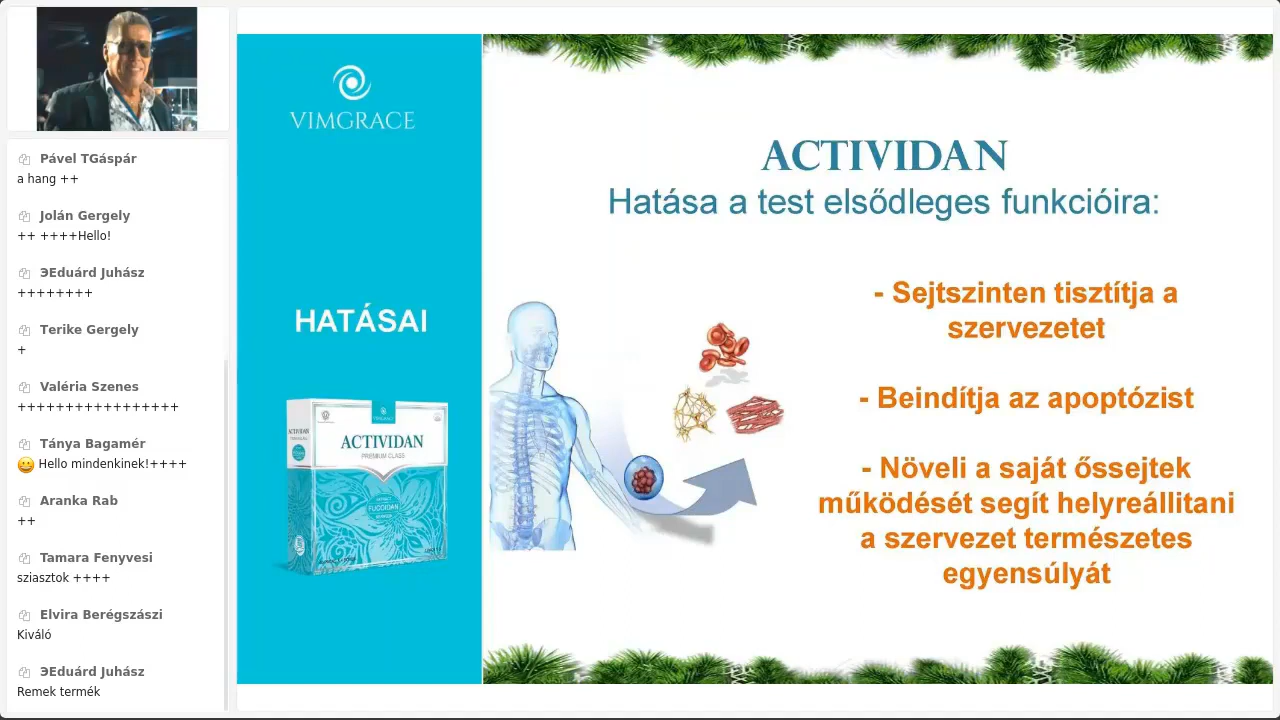 Pável TGáspár
a hang ++
Jolán Gergely
++ ++++Hello!
ЭEduárd Juhász
++++++++
Terike Gergely
+
Valéria Szenes
+++++++++++++++++
Tánya Bagamér
Hello mindenkinek!++++
Aranka Rab
++
Tamara Fenyvesi
sziasztok ++++
Elvira Berégszászi
Kiváló
ЭEduárd Juhász
Remek termék
VIMGRACE
HATÁSAI
ACTIVIDAN
PREMIUM CLASS
FUCOIDAN
ACTIVIDAN
Hatása a test elsődleges funkcióira:
- Sejtszinten tisztítja a
szervezetet
- Beindítja az apoptózist
- Növeli a saját őssejtek
működését segít helyreállitani
a szervezet természetes
egyensúlyát